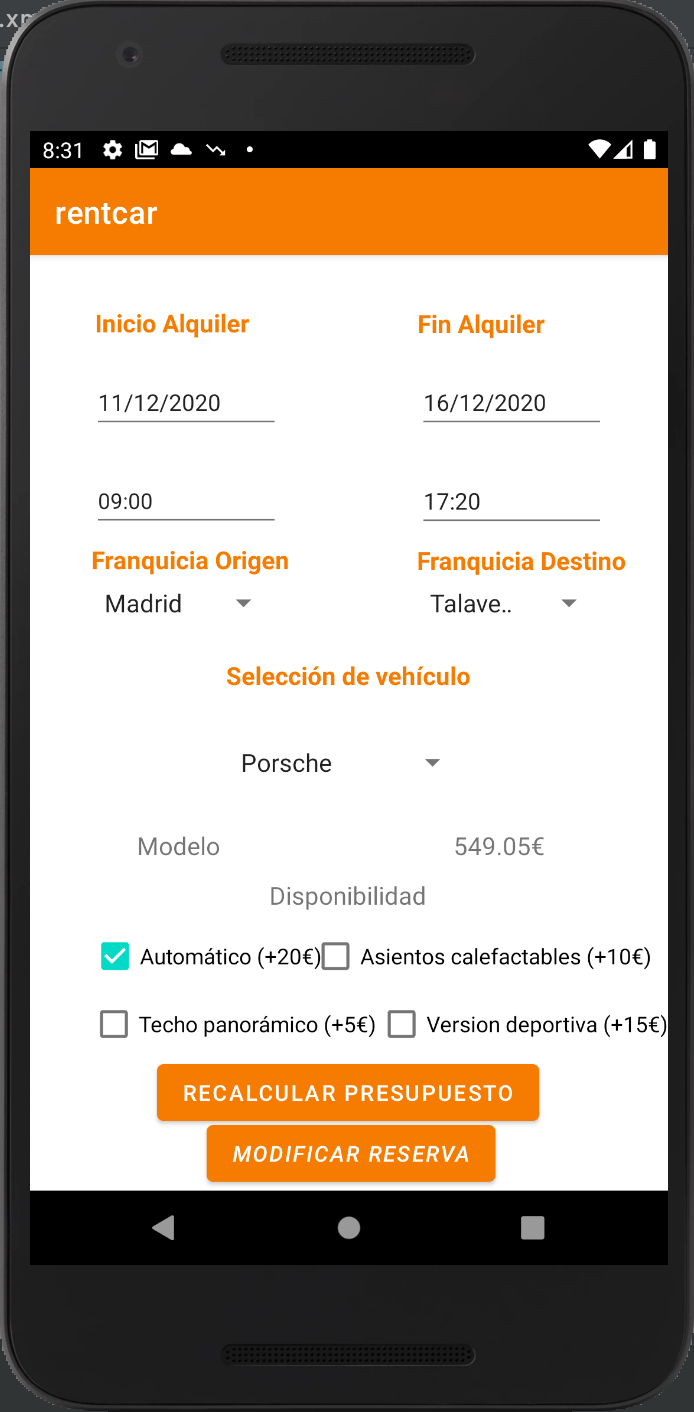 .xm
8:31
rentcar
Inicio Alquiler Fin Alquiler
11/12/2020 16/12/2020
09:00 17:20
Franquicia Origen Franquicia Destino
Madrid Talave..
Selección de vehículo
Porsche
Modelo 549.05€
Disponibilidad
Automático (+20€) Asientos calefactables (+10€)
Techo panorámico (+5€) Version deportiva (+15€)
RECALCULAR PRESUPUESTO
MODIFICAR RESERVA